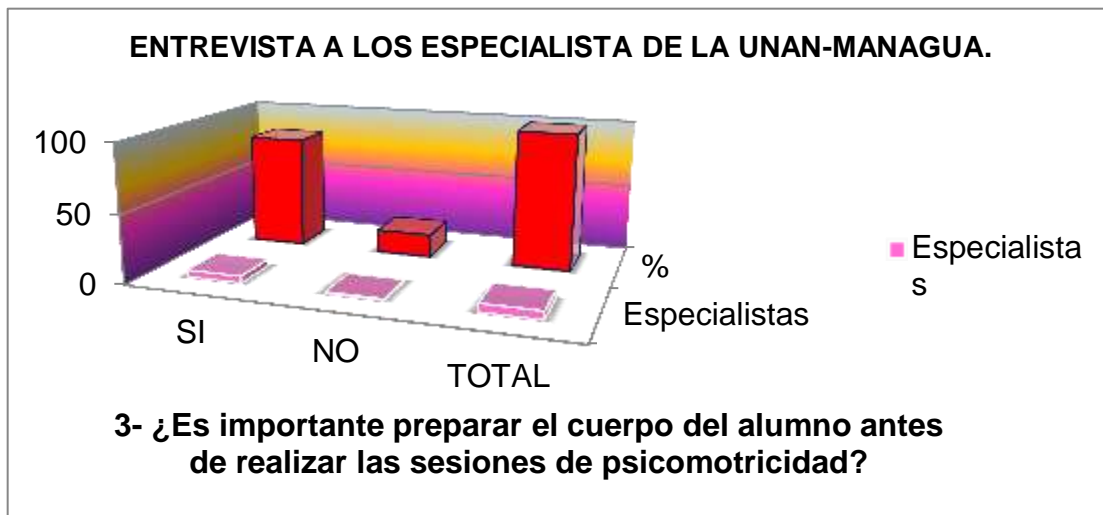 ENTREVISTA A LOS ESPECIALISTA DE LA UNAN-MANAGUA.
100
50
0
SI
NO
TOTAL
%
Especialistas
Especialista
s
3- ¿Es importante preparar el cuerpo del alumno antes
de realizar las sesiones de psicomotricidad?